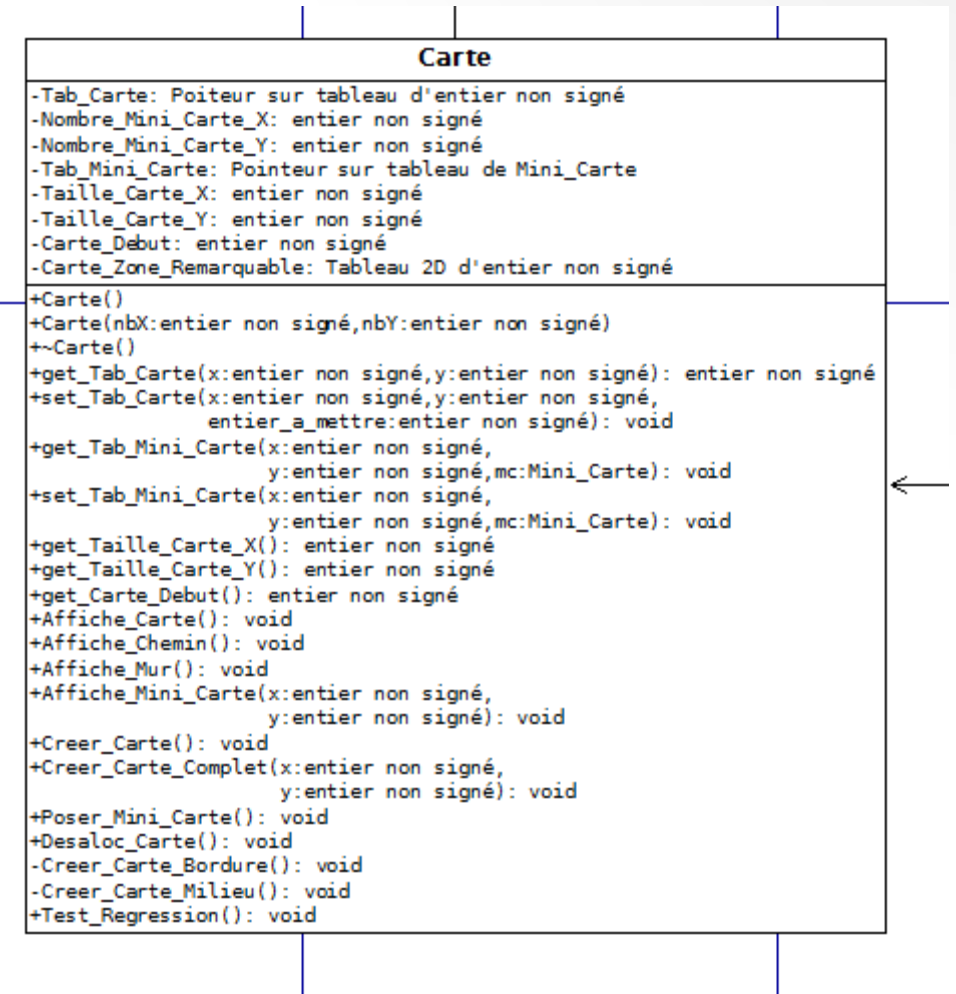 Carte
-Tab_Carte: Poiteur sur tableau d'entier non signé
-Nombre_Mini_Carte_X: entier non signé
-Nombre_Mini_Carte_Y: entier non signé
-Tab_Mini_Carte: Pointeur sur tableau de Mini_Carte
-Taille_Carte_X: entier non signé
-Taille_Carte_Y: entier non signé
-Carte_Debut: entier non signé
-Carte_Zone_Remarquable: Tableau 2D d'entier non signé
+Carte()
+Carte(nbX:entier non signé,nbY:entier non signé)
+~Carte()
+get_Tab_Carte(x:entier non signé,y:entier non signé): entier non signé
+set_Tab_Carte(x:entier non signé,y:entier non signé,
entier_a_mettre:entier non signé): void
+get_Tab_Mini_Carte(x:entier non signé,
y:entier non signé,mc:Mini_Carte): void
+set_Tab_Mini_Carte(x:entier non signé,
y:entier non signé,mc:Mini_Carte): void
+get_Taille_Carte_X(): entier non signé
+get_Taille_Carte_Y(): entier non signé
+get_Carte_Debut(): entier non signé
+Affiche_Carte(): void
+Affiche_Chemin(): void
+Affiche_Mur(): void
+Affiche_Mini_Carte(x:entier non signé,
y:entier non signé): void
+Creer_Carte(): void
+Creer_Carte_Complet(x:entier non signé,
y:entier non signé): void
+Poser_Mini_Carte(): void
+Desaloc_Carte(): void
-Creer_Carte_Bordure(): void
-Creer_Carte_Milieu(): void
+Test_Regression(): void